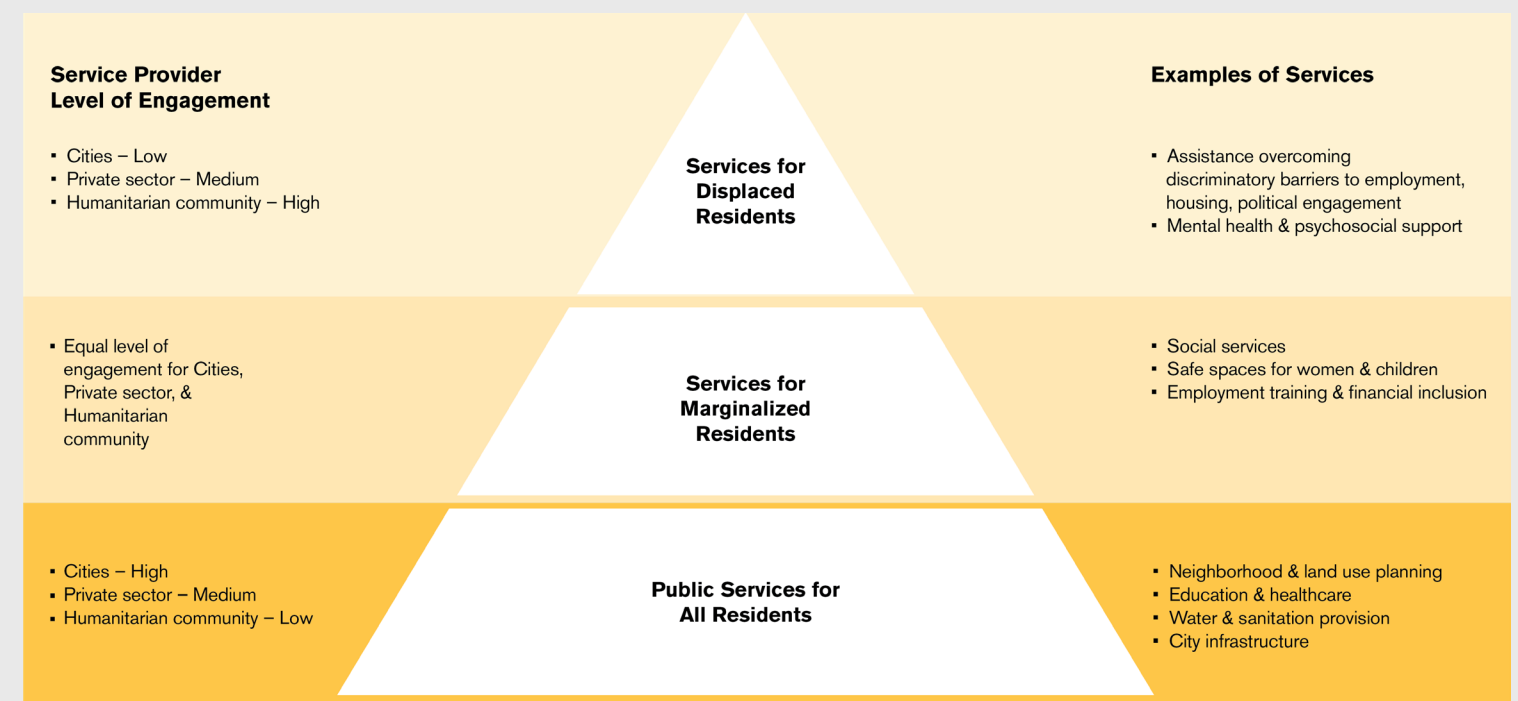 Service Provider
Level of Engagement
▪ Cities – Low
▪ Private sector – Medium
▪ Humanitarian community – High
Services for
Displaced
Residents
Examples of Services
▪ Assistance overcoming
discriminatory barriers to employment,
housing, political engagement
▪ Mental health & psychosocial support
▪ Equal level of
engagement for Cities,
Private sector, &
Humanitarian
community
Services for
Marginalized
Residents
▪ Social services
▪ Safe spaces for women & children
▪ Employment training & financial inclusion
▪ Cities – High
▪ Private sector – Medium
▪ Humanitarian community – Low
Public Services for
All Residents
▪ Neighborhood & land use planning
▪ Education & healthcare
▪ Water & sanitation provision
▪ City infrastructure